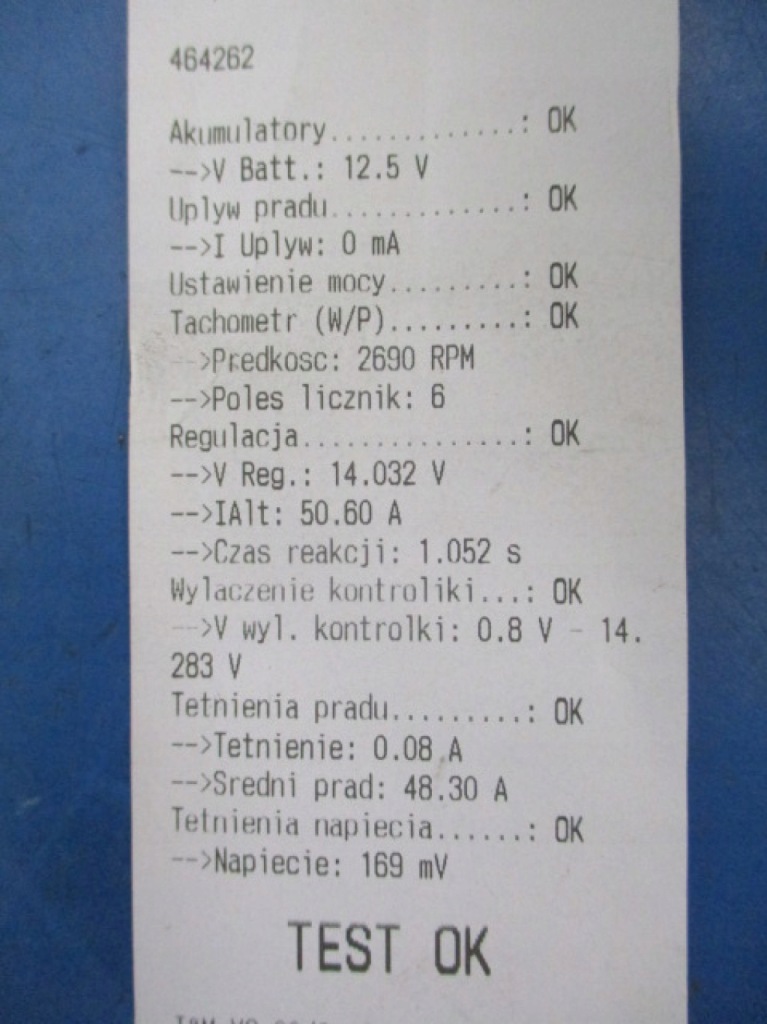 464262
Akumulatory.............: OK
-->V Batt.: 12.5 V
Uplyw pradu.............: OK
-->I Uplyw: 0 mA
Ustawienie mocy.........: OK
Tachometr (W/P).........: OK
-->Predkosc: 2690 RPM
-->Poles licznik: 6
Regulacja...............: OK
-->V Reg.: 14.032 V
-->IAlt: 50.60 A
-->Czas reakcji: 1.052 s
Wylaczenie kontroliki...: OK
-->V wyl. kontrolki: 0.8 V - 14.
283 V
Tetnienia pradu.........: OK
-->Tetnienie: 0.08 A
-->Sredni prad: 48.30 A
Tetnienia napiecia......: OK
-->Napiecie: 169 mV
TEST OK